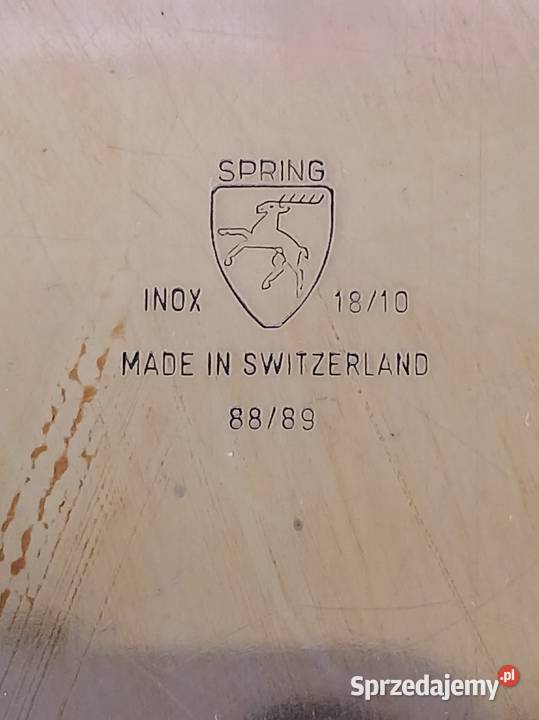 SPRING
INOX 18/10
MADE IN SWITZERLAND
88/89
Sprzedajemy.pl